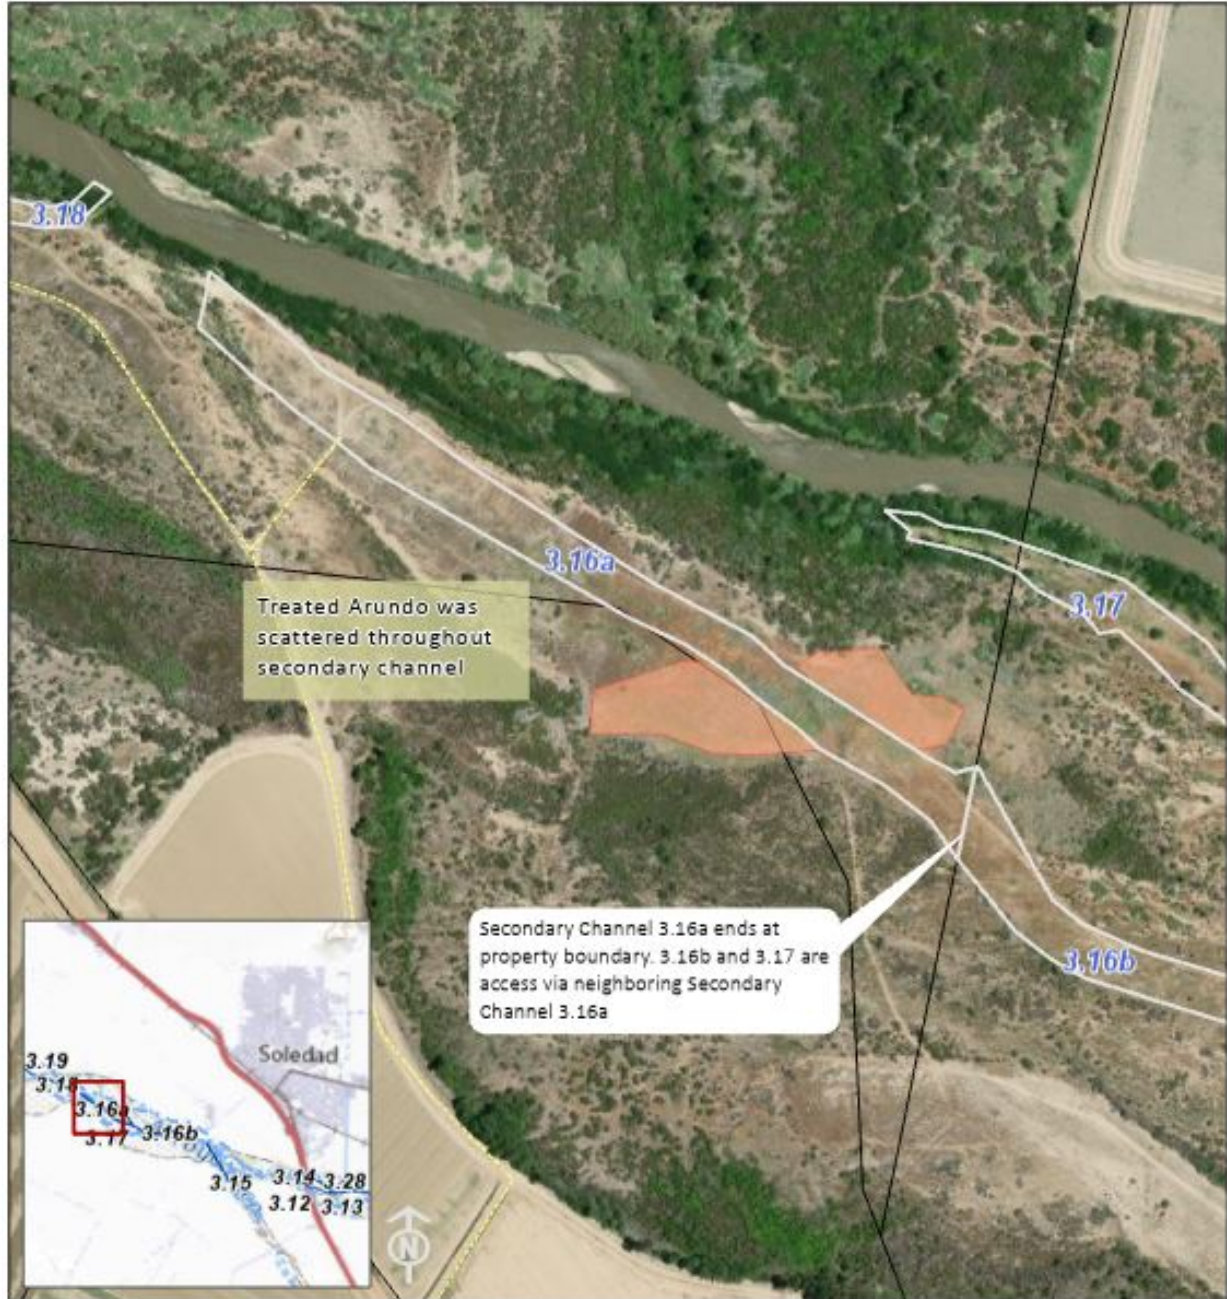 3.18
3.16a
3.17
Treated Arundo was
scattered throughout
secondary channel
Secondary Channel 3.16a ends at
property boundary. 3.16b and 3.17 are
access via neighboring Secondary
Channel 3.16a
3.16b
Soledad
3.19
3.18
3.16a
3.17
3.16b
3.15
3.14
3.28
3.12
3.13
N